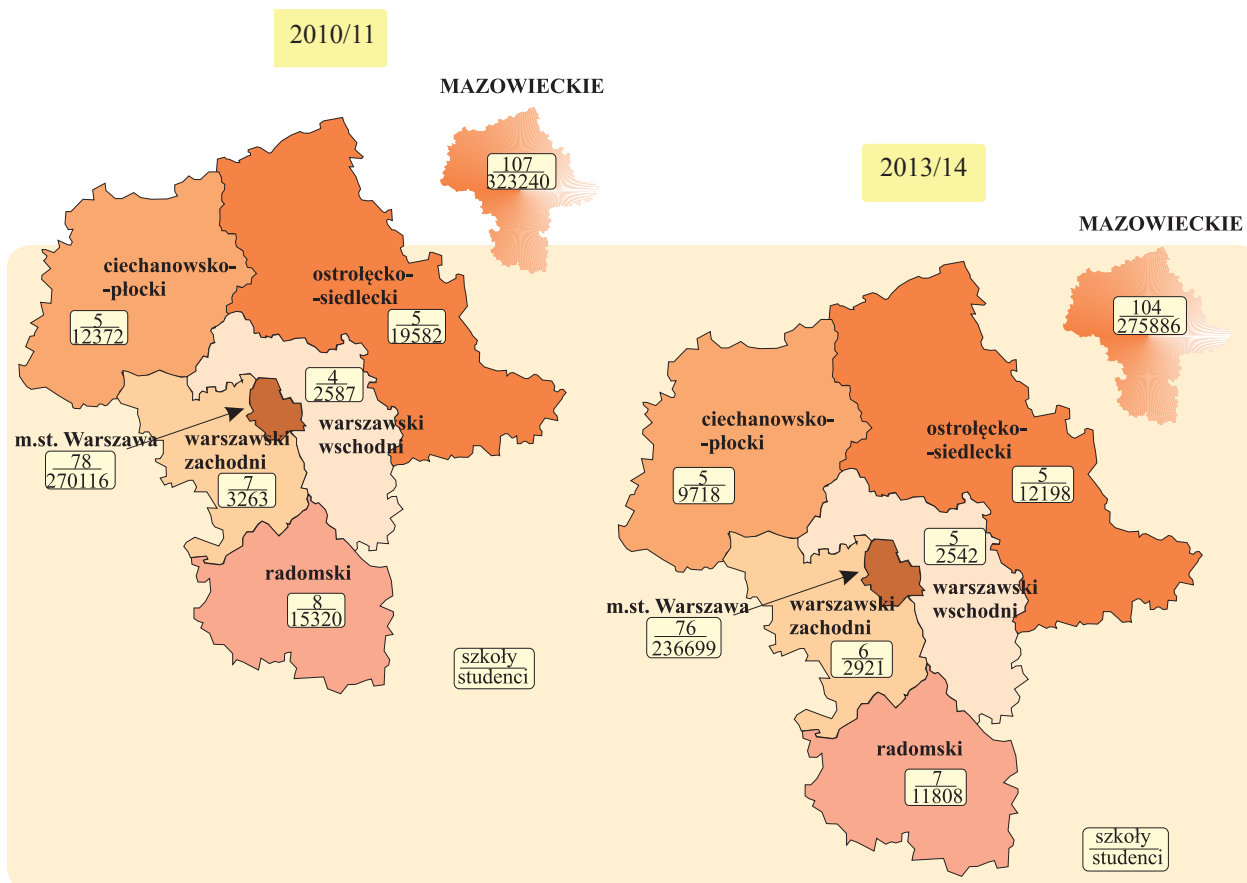 2010/11
MAZOWIECKIE
107
323240
ciechanowsko-
-płocki
5
12372
ostrołęcko-
-siedlecki
5
19582
4
2587
warszawski
wschodni
m.st. Warszawa
78
270116
warszawski
zachodni
7
3263
radomski
8
15320
szkoły
studenci
2013/14
MAZOWIECKIE
104
275886
ciechanowsko-
-płocki
5
9718
ostrołęcko-
-siedlecki
5
12198
5
2542
warszawski
wschodni
m.st. Warszawa
76
236699
warszawski
zachodni
6
2921
radomski
7
11808
szkoły
studenci